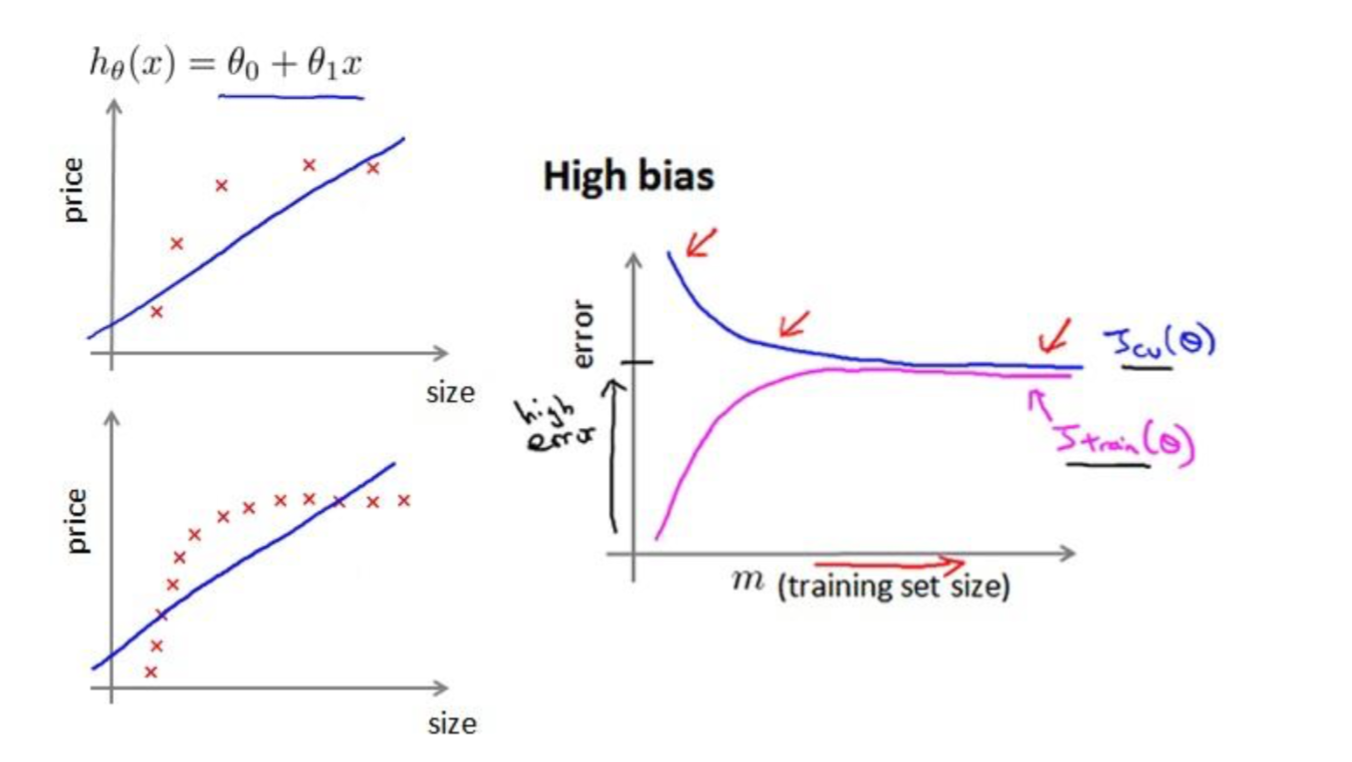 hθ(x) = θ0 + θ1x
price
size
price
size
High bias
error
high
error
Jcv(θ)
Jtrain(θ)
m (training set size)